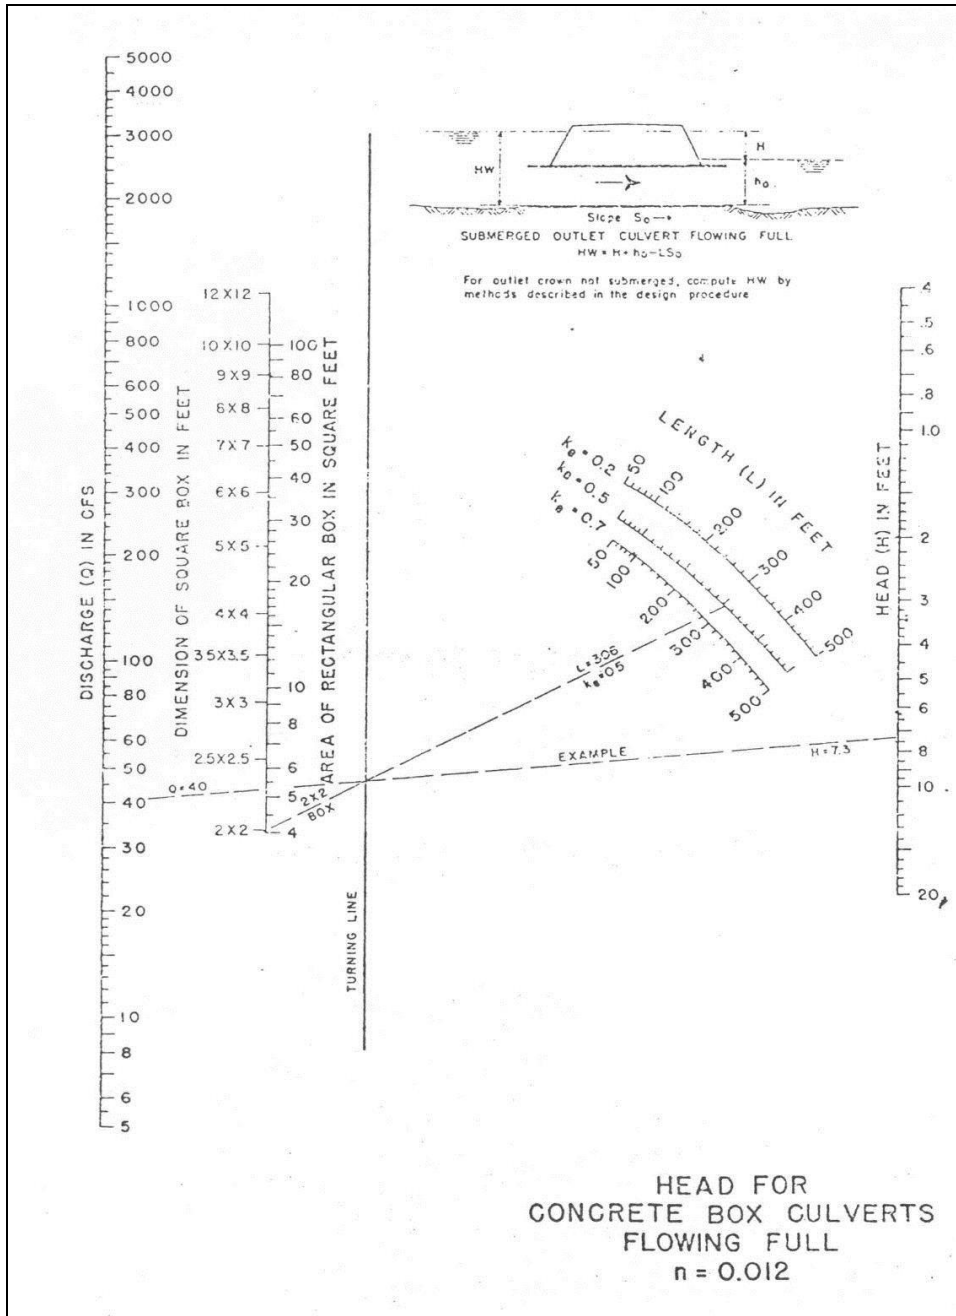 5000
4000
3000
2000
1000
800
600
500
400
300
200
100
80
60
50
40
30
20
10
8
6
5
DISCHARGE (Q) IN CFS
DIMENSION OF SQUARE BOX IN FEET
12X12
10X10
9X9
8X8
7X7
6X6
5X5
4X4
3.5X3.5
3X3
2.5X2.5
2X2
100
80
60
50
40
30
20
10
8
6
5
4
AREA OF RECTANGULAR BOX IN SQUARE FEET
Q=40
2X2
BOX
TURNING LINE
HW
H
ho
Slope So→
SUBMERGED OUTLET CULVERT FLOWING FULL
HW = H + ho-LSo
For outlet crown not submerged, compute HW by
methods described in the design procedure
LENGTH (L) IN FEET
ke = 0.2
50
100
200
300
400
500
ke = 0.5
ke = 0.7
50
100
200
300
400
500
L=306
ke=0.5
EXAMPLE
H=7.3
HEAD (H) IN FEET
.4
.5
.6
.8
1.0
2
3
4
5
6
8
10
20
HEAD FOR
CONCRETE BOX CULVERTS
FLOWING FULL
n = 0.012